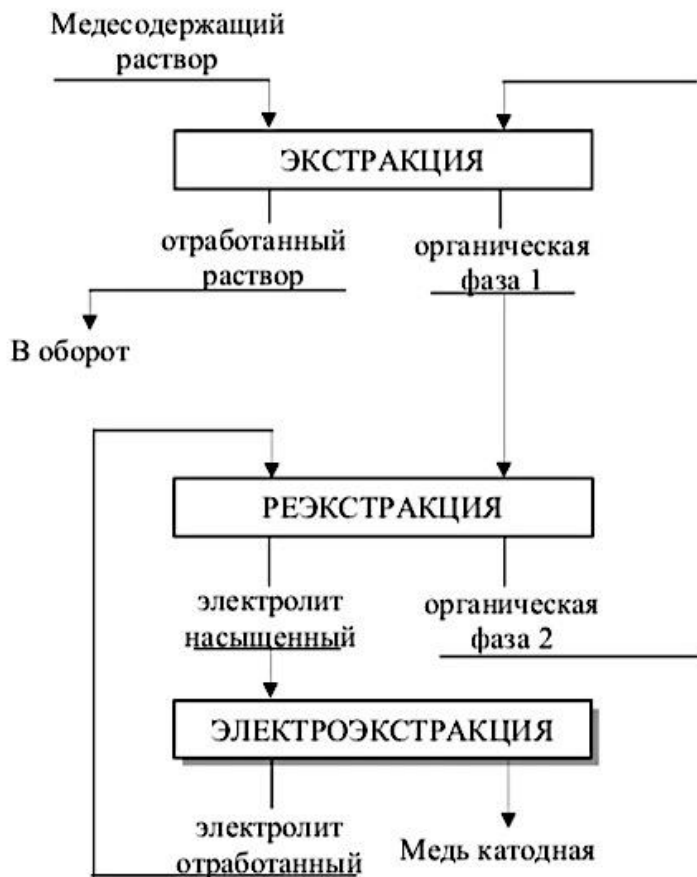 Медесодержащий
раствор
ЭКСТРАКЦИЯ
отработанный
раствор
органическая
фаза 1
В оборот
РЕЭКСТРАКЦИЯ
электролит
насыщенный
органическая
фаза 2
ЭЛЕКТРОЭКСТРАКЦИЯ
электролит
отработанный
Медь катодная